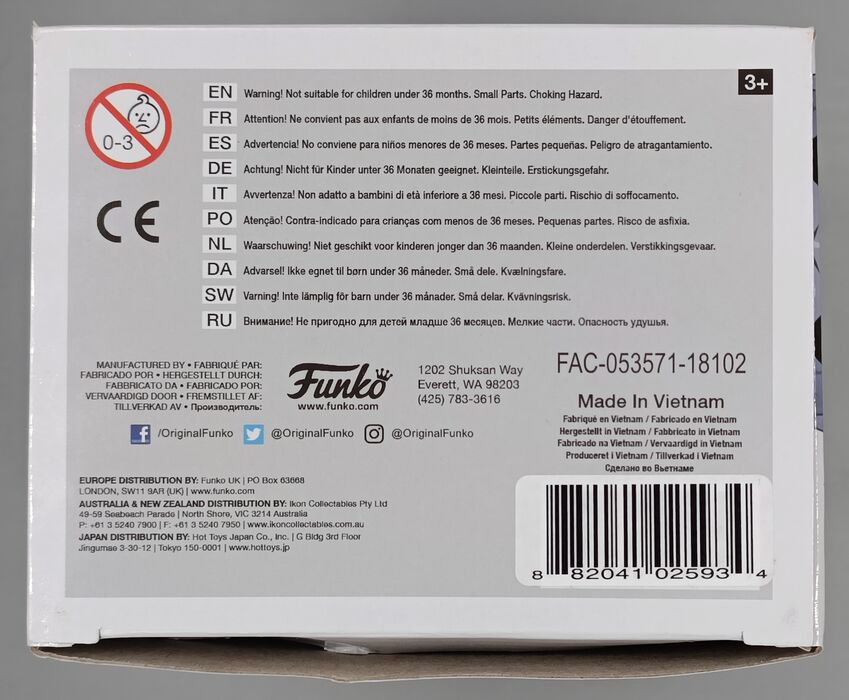 3+
0-3
CE
EN Warning! Not suitable for children under 36 months. Small Parts. Choking Hazard.
FR Attention! Ne convient pas aux enfants de moins de 36 mois. Petits éléments. Danger d'étouffement.
ES Advertencia! No conviene para niños menores de 36 meses. Partes pequeñas. Peligro de atragantamiento.
DE Achtung! Nicht für Kinder unter 36 Monaten geeignet. Kleinteile. Erstickungsgefahr.
IT Avvertenza! Non adatto a bambini di età inferiore a 36 mesi. Piccole parti. Rischio di soffocamento.
PO Atenção! Contra-indicado para crianças com menos de 36 meses. Pequenas partes. Risco de asfixia.
NL Waarschuwing! Niet geschikt voor kinderen jonger dan 36 maanden. Kleine onderdelen. Verstikkingsgevaar.
DA Advarsel! Ikke egnet til børn under 36 måneder. Små dele. Kvælningsfare.
SW Varning! Inte lämplig för barn under 36 månader. Små delar. Kvävningsrisk.
RU Внимание! Не пригодно для детей младше 36 месяцев. Мелкие части. Опасность удушья.
MANUFACTURED BY • FABRIQUÉ PAR:
FABRICADO POR • HERGESTELLT DURCH:
FABBRICATO DA • FABRICADO POR:
VERVAARDIGD DOOR • FREMSTILLET AF:
TILLVERKAD AV • Производитель:
Funko
www.funko.com
1202 Shuksan Way
Everett, WA 98203
(425) 783-3616
/OriginalFunko @OriginalFunko @OriginalFunko
FAC-053571-18102
Made In Vietnam
Fabriqué en Vietnam / Fabricado en Vietnam
Hergestellt in Vietnam / Fabbricato in Vietnam
Fabricado na Vietnam / Vervaardigd in Vietnam
Produceret i Vietnam / Tillverkad i Vietnam
Сделано во Вьетнаме
EUROPE DISTRIBUTION BY: Funko UK | PO Box 63668
LONDON, SW11 9AR (UK) | www.funko.com
AUSTRALIA & NEW ZEALAND DISTRIBUTION BY: Ikon Collectables Pty Ltd
49-59 Seabeach Parade | North Shore, VIC 3214 Australia
P: +61 3 5240 7900 | F: +61 3 5240 7950 | www.ikoncollectables.com.au
JAPAN DISTRIBUTION BY: Hot Toys Japan Co., Inc. | G Bldg 3rd Floor
Jingumae 3-30-12 | Tokyo 150-0001 | www.hottoys.jp
8 82041 02593 4